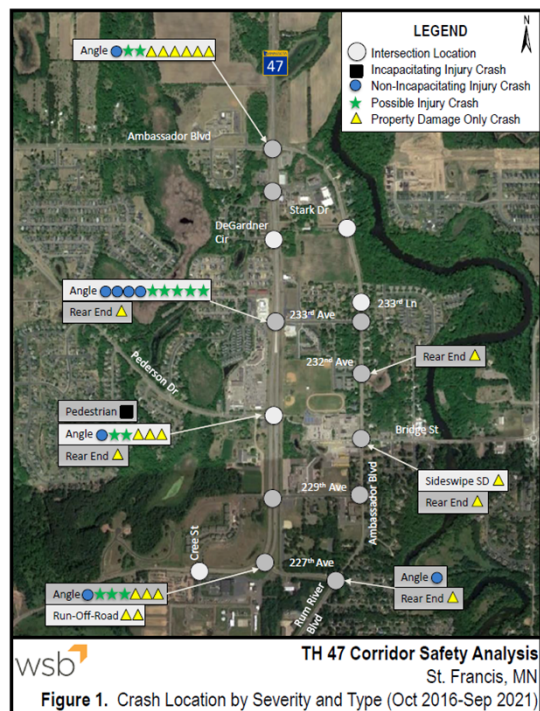 LEGEND
N
Intersection Location
Incapacitating Injury Crash
Non-Incapacitating Injury Crash
Possible Injury Crash
Property Damage Only Crash
Angle
47
Ambassador Blvd
Stark Dr
DeGardner
Cir
Angle
Rear End
233rd Ave
233rd Ln
232nd Ave
Rear End
Pederson Dr
Pedestrian
Angle
Rear End
Bridge St
Sideswipe SD
Rear End
229th Ave
Ambassador Blvd
Cree St
227th Ave
Angle
Run-Off-Road
Rum River
Blvd
Angle
Rear End
wsb
TH 47 Corridor Safety Analysis
St. Francis, MN
Figure 1. Crash Location by Severity and Type (Oct 2016-Sep 2021)